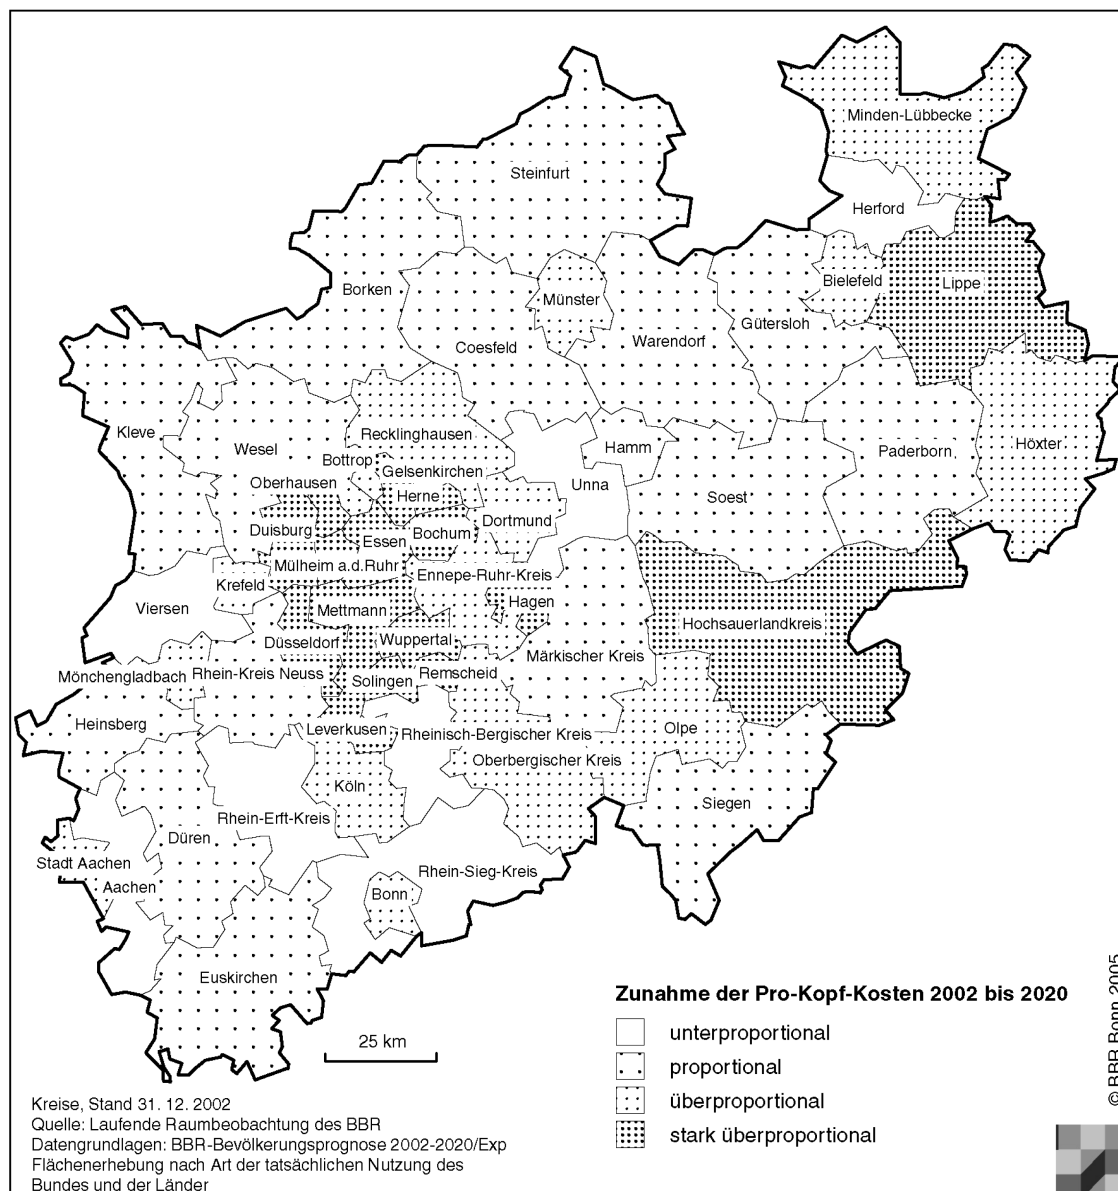 Minden-Lübbecke
Steinfurt
Herford
Bielefeld
Lippe
Borken
Münster
Gütersloh
Coesfeld
Warendorf
Kleve
Recklinghausen
Wesel
Hamm
Paderborn
Höxter
Bottrop
Gelsenkirchen
Oberhausen
Unna
Herne
Soest
Duisburg
Dortmund
Essen
Bochum
Mülheim a.d.Ruhr
Krefeld
Ennepe-Ruhr-Kreis
Viersen
Mettmann
Hagen
Hochsauerlandkreis
Düsseldorf
Wuppertal
Märkischer Kreis
Mönchengladbach
Rhein-Kreis Neuss
Solingen
Remscheid
Heinsberg
Leverkusen
Rheinisch-Bergischer Kreis
Olpe
Oberbergischer Kreis
Köln
Siegen
Rhein-Erft-Kreis
Düren
Stadt Aachen
Rhein-Sieg-Kreis
Aachen
Bonn
Euskirchen
25 km
Zunahme der Pro-Kopf-Kosten 2002 bis 2020
unterproportional
proportional
überproportional
stark überproportional
Kreise, Stand 31. 12. 2002
Quelle: Laufende Raumbeobachtung des BBR
Datengrundlagen: BBR-Bevölkerungsprognose 2002-2020/Exp
Flächenerhebung nach Art der tatsächlichen Nutzung des
Bundes und der Länder
© BBR Bonn 2005